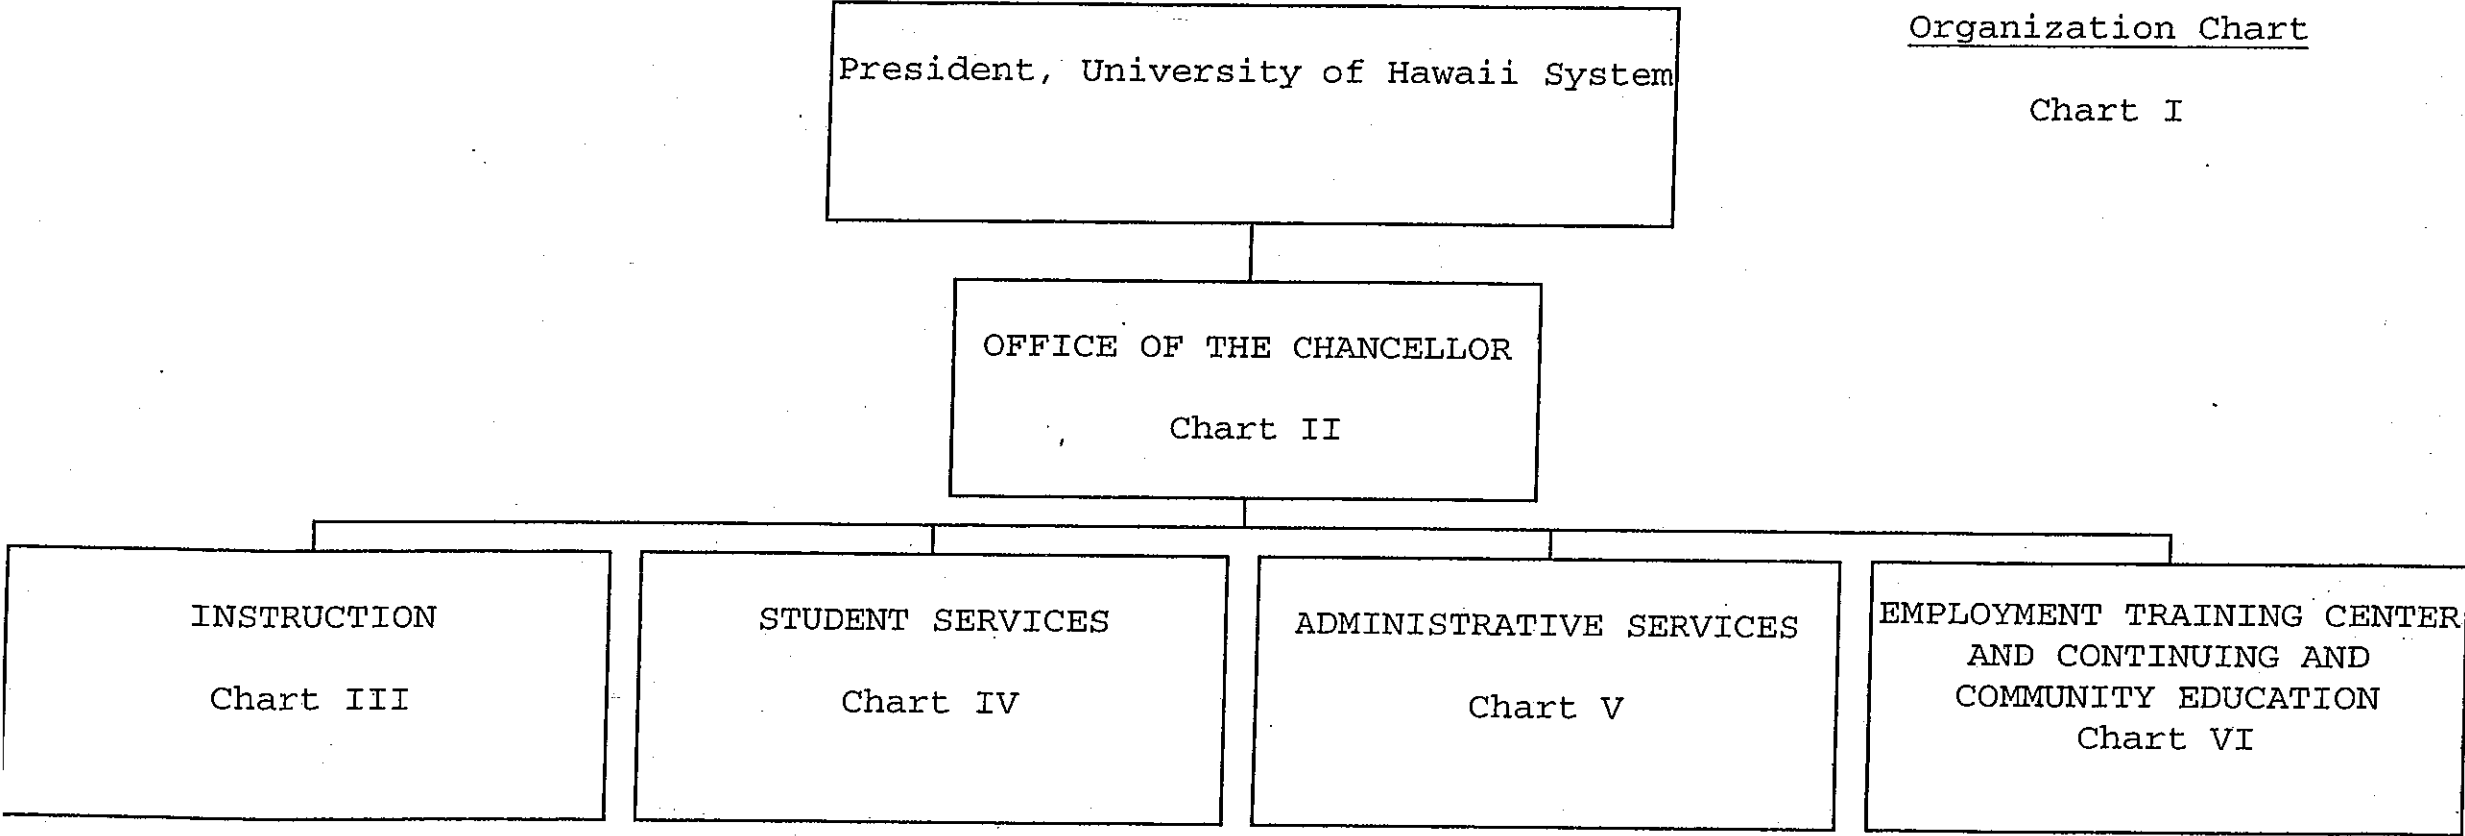 Organization Chart
Chart I
President, University of Hawaii System
OFFICE OF THE CHANCELLOR
Chart II
INSTRUCTION
Chart III
STUDENT SERVICES
Chart IV
ADMINISTRATIVE SERVICES
Chart V
EMPLOYMENT TRAINING CENTER
AND CONTINUING AND
COMMUNITY EDUCATION
Chart VI